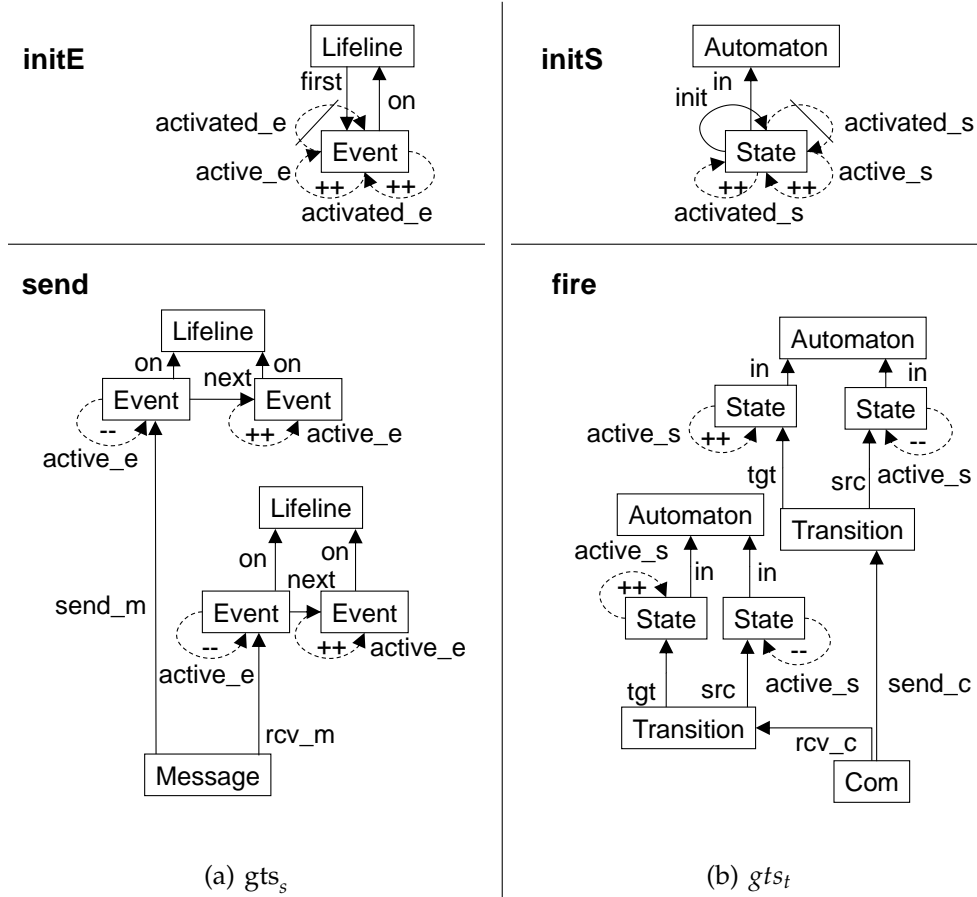 initE
Lifeline
first
on
activated_e
Event
active_e
++
++
activated_e
initS
Automaton
in
init
activated_s
State
active_s
++
++
activated_s
send
Lifeline
on
on
next
Event
Event
--
++
active_e
active_e
Lifeline
on
on
next
Event
Event
--
++
active_e
active_e
send_m
rcv_m
Message
fire
Automaton
in
in
State
State
active_s
++
--
active_s
tgt
src
Automaton
Transition
active_s
in
in
++
State
State
--
active_s
tgt
src
send_c
Transition
rcv_c
Com
(a) gts_s
(b) gts_t